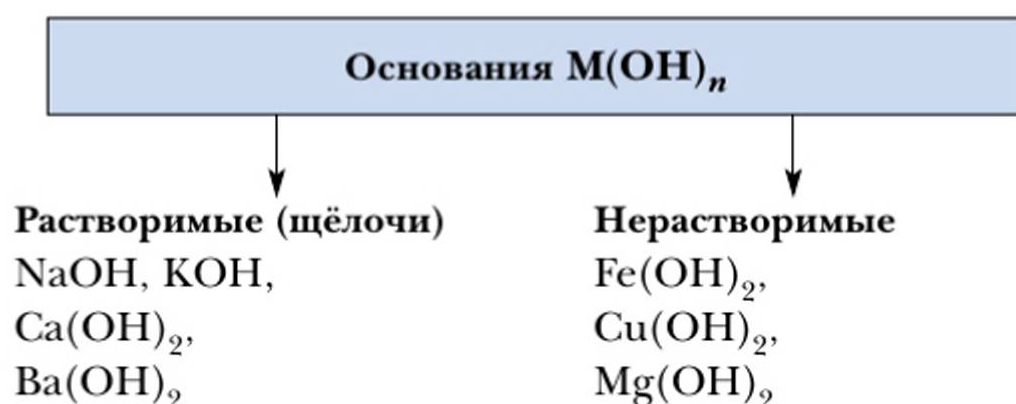 Основания M(OH)n
Растворимые (щёлочи)
NaOH, KOH,
Ca(OH)2,
Ba(OH)2
Нерастворимые
Fe(OH)2,
Cu(OH)2,
Mg(OH)2